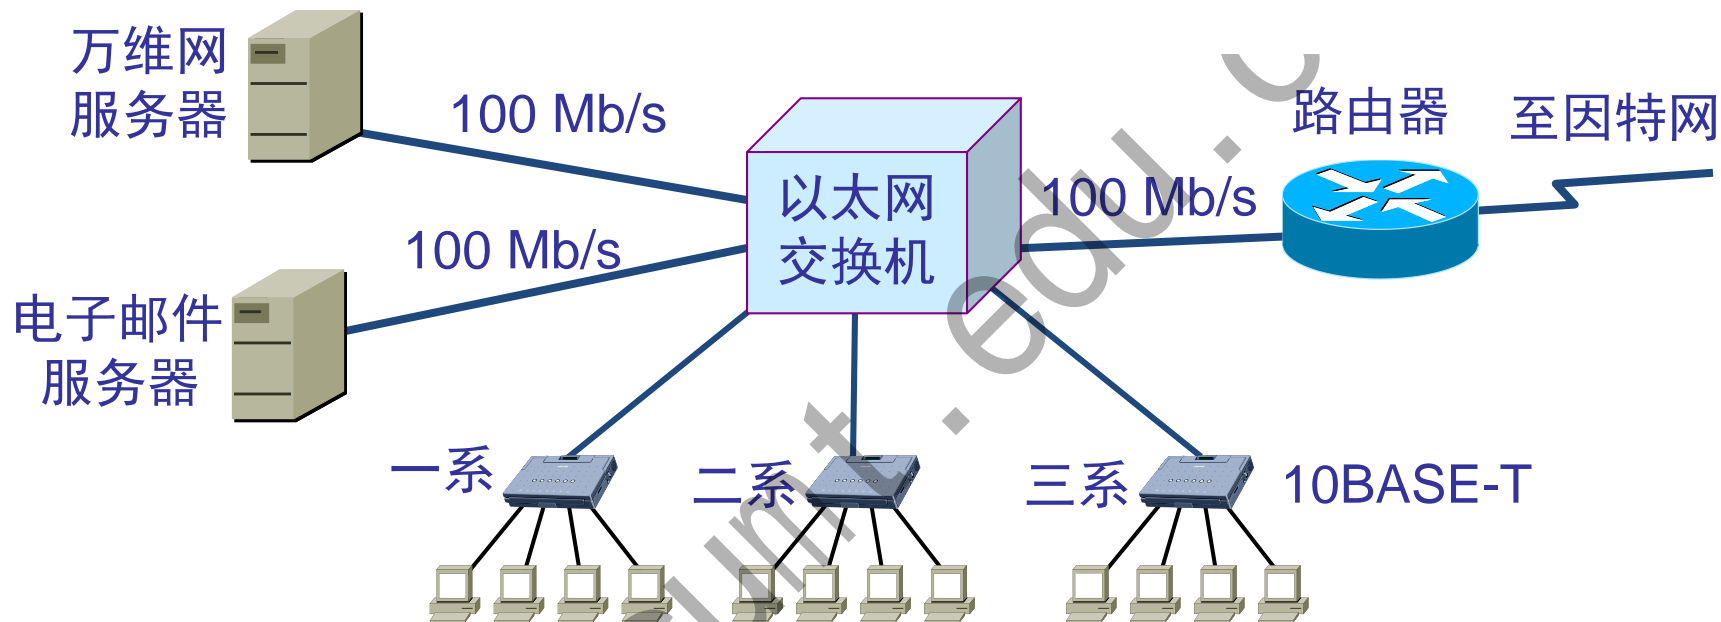 万维网
服务器
100 Mb/s
以太网
交换机
路由器
至因特网
100 Mb/s
100 Mb/s
电子邮件
服务器
一系
二系
三系
10BASE-T
umt.edu.c